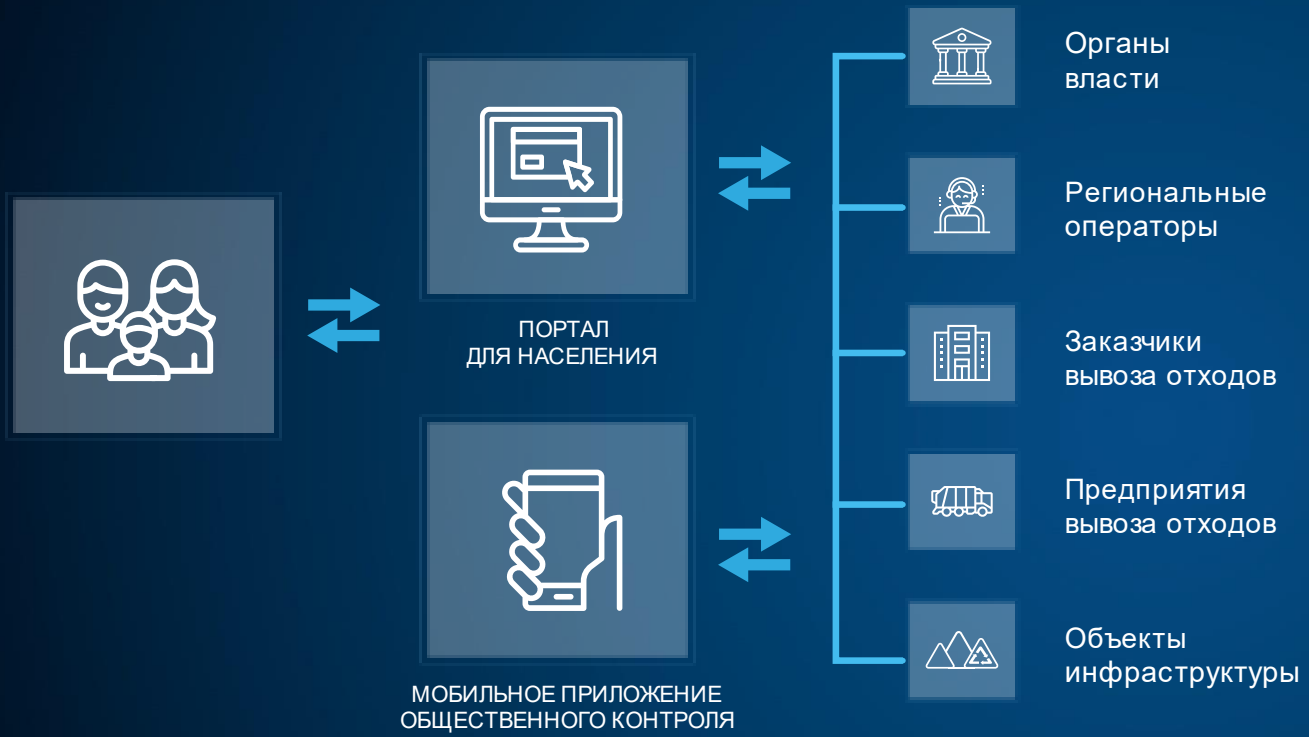 ПОРТАЛ
ДЛЯ НАСЕЛЕНИЯ
МОБИЛЬНОЕ ПРИЛОЖЕНИЕ
ОБЩЕСТВЕННОГО КОНТРОЛЯ
Органы
власти
Региональные
операторы
Заказчики
вывоза отходов
Предприятия
вывоза отходов
Объекты
инфраструктуры